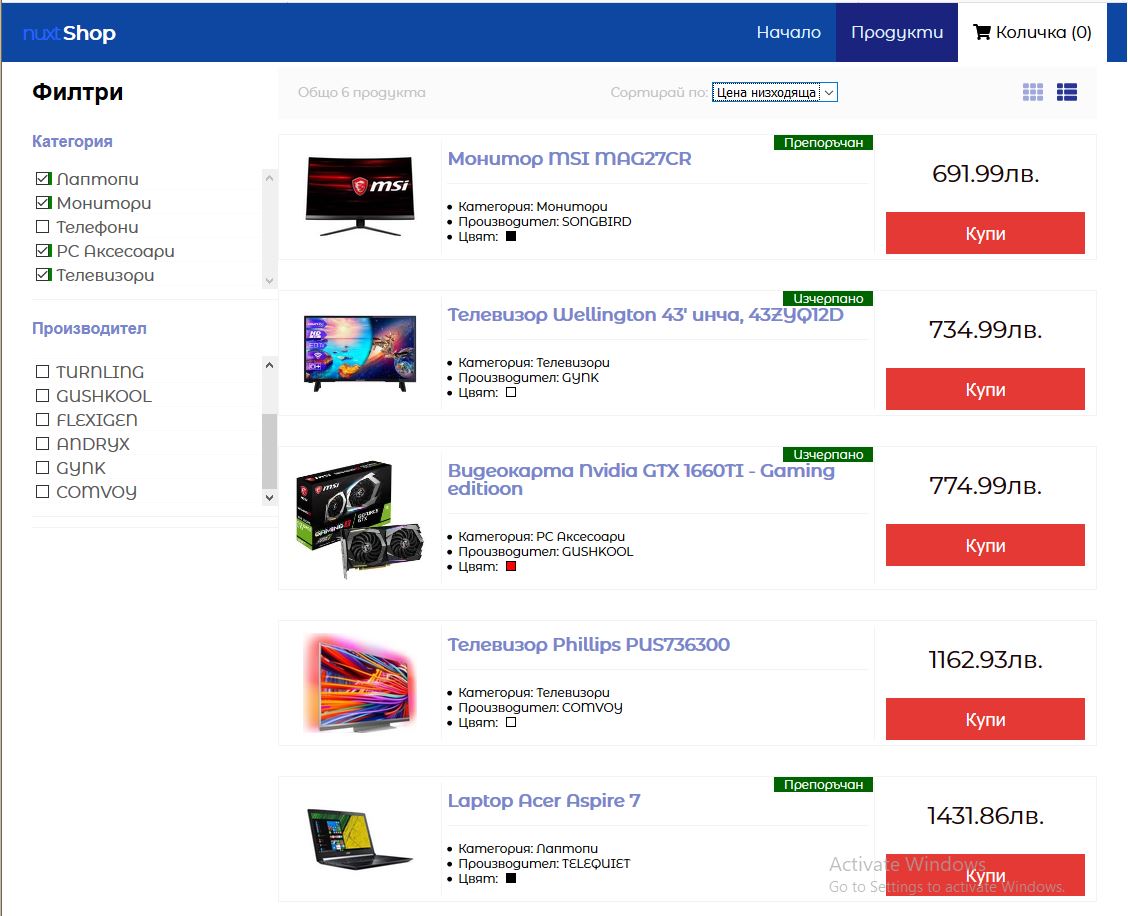 nuxtShop
Начало
Продукти
Количка (0)
Филтри
Категория
Лаптопи
Монитори
Телефони
PC Аксесоари
Телевизори
Производител
TURNLING
GUSHKOOL
FLEXIGEN
ANDRYX
GYNK
COMVOY
Общо 6 продукта
Сортирай по: Цена низходяща
Препоръчан
Монитор MSI MAG27CR
Категория: Монитори
Производител: SONGBIRD
Цвят:
691.99лв.
Купи
msi
Изчерпано
Телевизор Wellington 43' инча, 43ZYQ12D
Категория: Телевизори
Производител: GYNK
Цвят:
734.99лв.
Купи
Изчерпано
Видеокарта Nvidia GTX 1660TI - Gaming
editioon
Категория: PC Аксесоари
Производител: GUSHKOOL
Цвят:
774.99лв.
Купи
msi
GAMING X
Телевизор Phillips PUS736300
Категория: Телевизори
Производител: COMVOY
Цвят:
1162.93лв.
Купи
Препоръчан
Laptop Acer Aspire 7
Категория: Лаптопи
Производител: TELEQUIET
Цвят:
1431.86лв.
Купи
Activate Windows
Go to Settings to activate Windows.